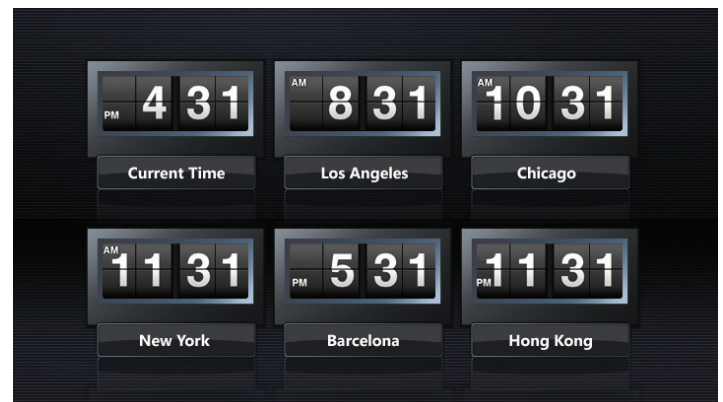 PM 4 31
AM 8 31
AM 10 31
Current Time
Los Angeles
Chicago
AM 11 31
PM 5 31
PM 11 31
New York
Barcelona
Hong Kong